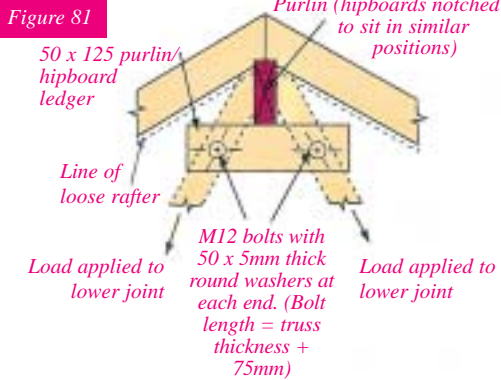 Figure 81
Purlin (hipboards notched
to sit in similar
positions)
50 x 125 purlin/
hipboard
ledger
Line of
loose rafter
Load applied to
lower joint
M12 bolts with
50 x 5mm thick
round washers at
each end. (Bolt
length = truss
thickness +
75mm)
Load applied to
lower joint